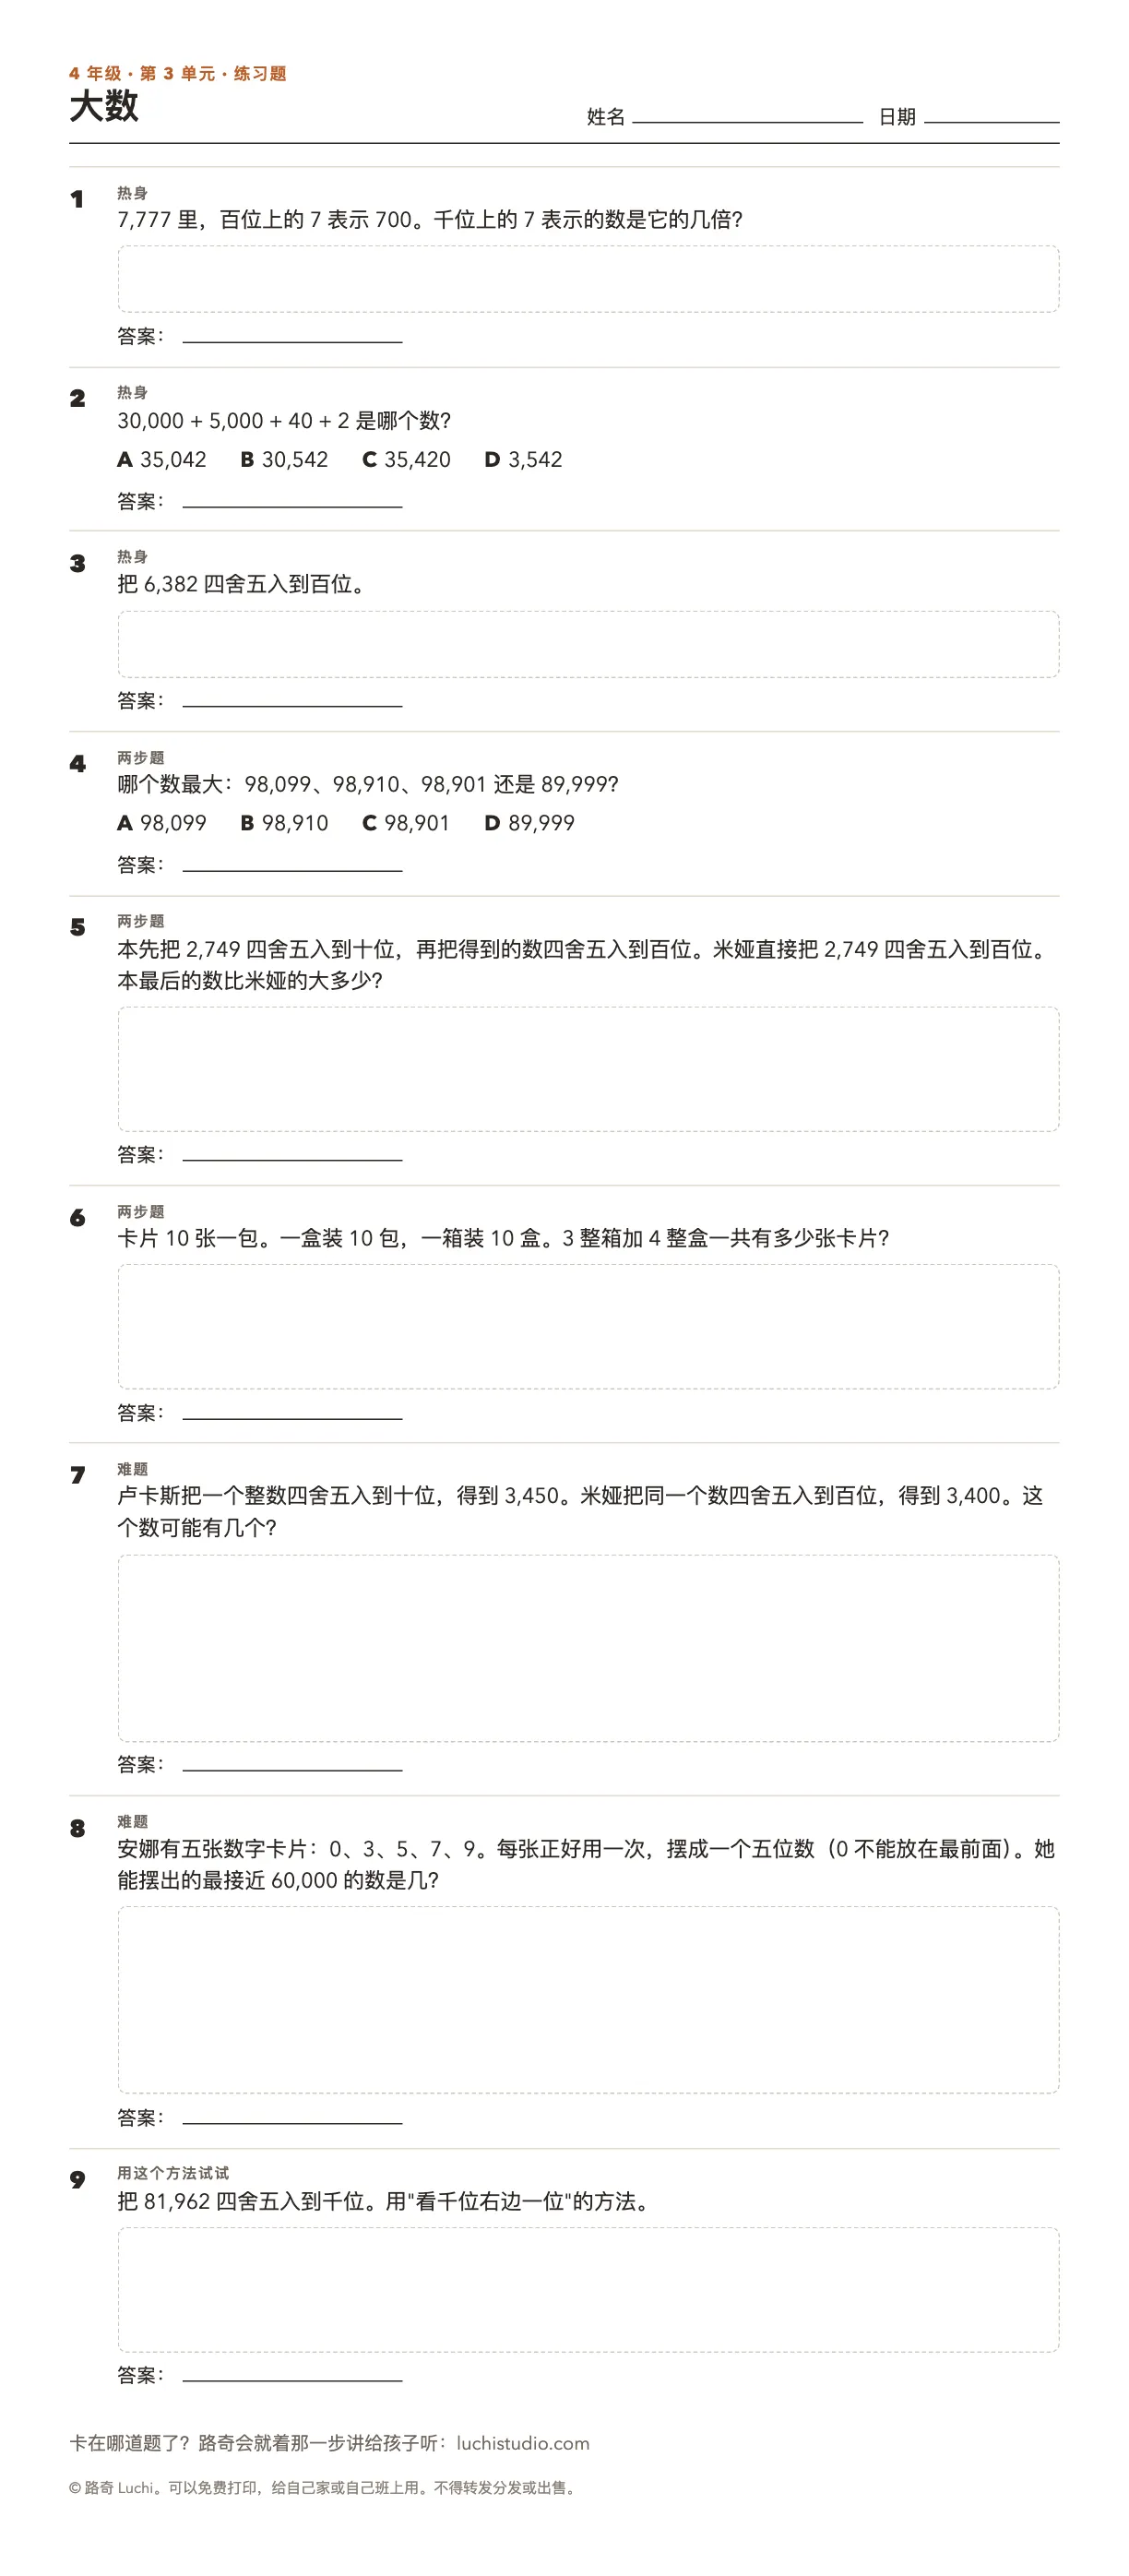 4 年级·第 3 单元·练习题
大数
姓名 日期
1 热身
7,777 里，百位上的 7 表示 700。千位上的 7 表示的数是它的几倍？
答案：
2 热身
30,000 + 5,000 + 40 + 2 是哪个数？
A 35,042 B 30,542 C 35,420 D 3,542
答案：
3 热身
把 6,382 四舍五入到百位。
答案：
4 两步题
哪个数最大：98,099、98,910、98,901 还是 89,999？
A 98,099 B 98,910 C 98,901 D 89,999
答案：
5 两步题
本先把 2,749 四舍五入到十位，再把得到的数四舍五入到百位。米娅直接把 2,749 四舍五入到百位。
本最后的数比米娅的大多少？
答案：
6 两步题
卡片 10 张一包。一盒装 10 包，一箱装 10 盒。3 整箱加 4 整盒一共有多少张卡片？
答案：
7 难题
卢卡斯把一个整数四舍五入到十位，得到 3,450。米娅把同一个数四舍五入到百位，得到 3,400。这
个数可能有几个？
答案：
8 难题
安娜有五张数字卡片：0、3、5、7、9。每张正好用一次，摆成一个五位数（0 不能放在最前面）。她
能摆出的最接近 60,000 的数是几？
答案：
9 用这个方法试试
把 81,962 四舍五入到千位。用"看千位右边一位"的方法。
答案：
卡在哪道题了？路奇会就着那一步讲给孩子听：luchistudio.com
© 路奇 Luchi。可以免费打印，给自己家或自己班上用。不得转发分发或出售。